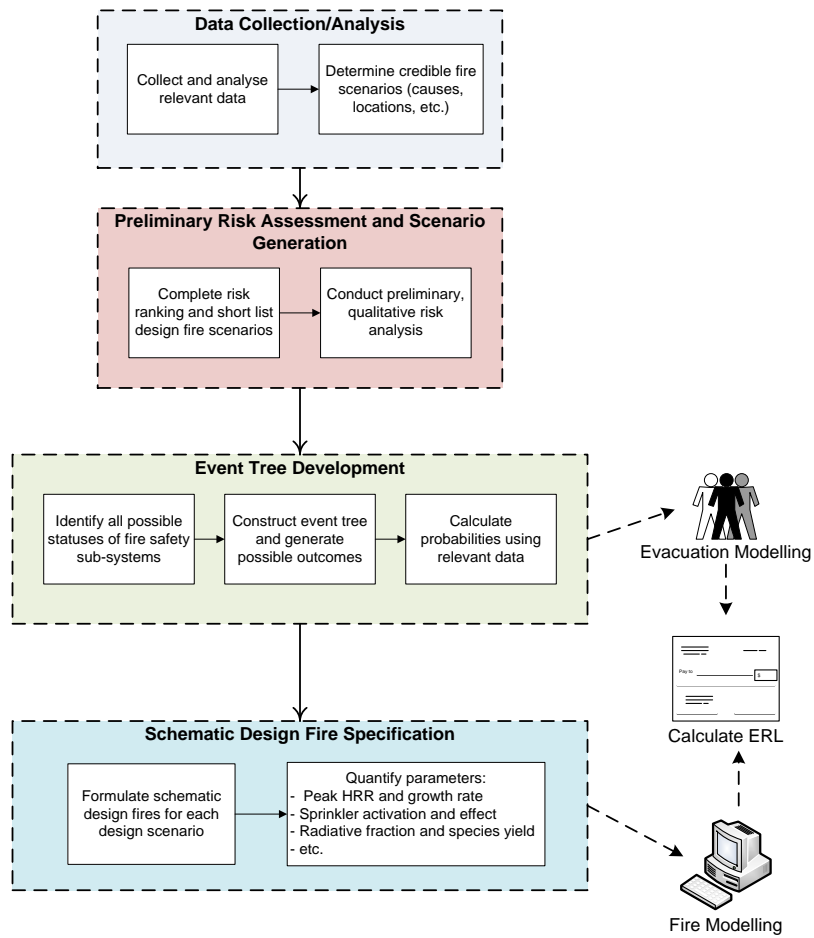 Data Collection/Analysis
Collect and analyse
relevant data
Determine credible fire
scenarios (causes,
locations, etc.)
Preliminary Risk Assessment and Scenario
Generation
Complete risk
ranking and short list
design fire scenarios
Conduct preliminary,
qualitative risk
analysis
Event Tree Development
Identify all possible
statuses of fire safety
sub-systems
Construct event tree
and generate
possible outcomes
Calculate
probabilities using
relevant data
Evacuation Modelling
Pay to
$
Calculate ERL
Schematic Design Fire Specification
Formulate schematic
design fires for each
design scenario
Quantify parameters:
- Peak HRR and growth rate
- Sprinkler activation and effect
- Radiative fraction and species yield
- etc.
Fire Modelling